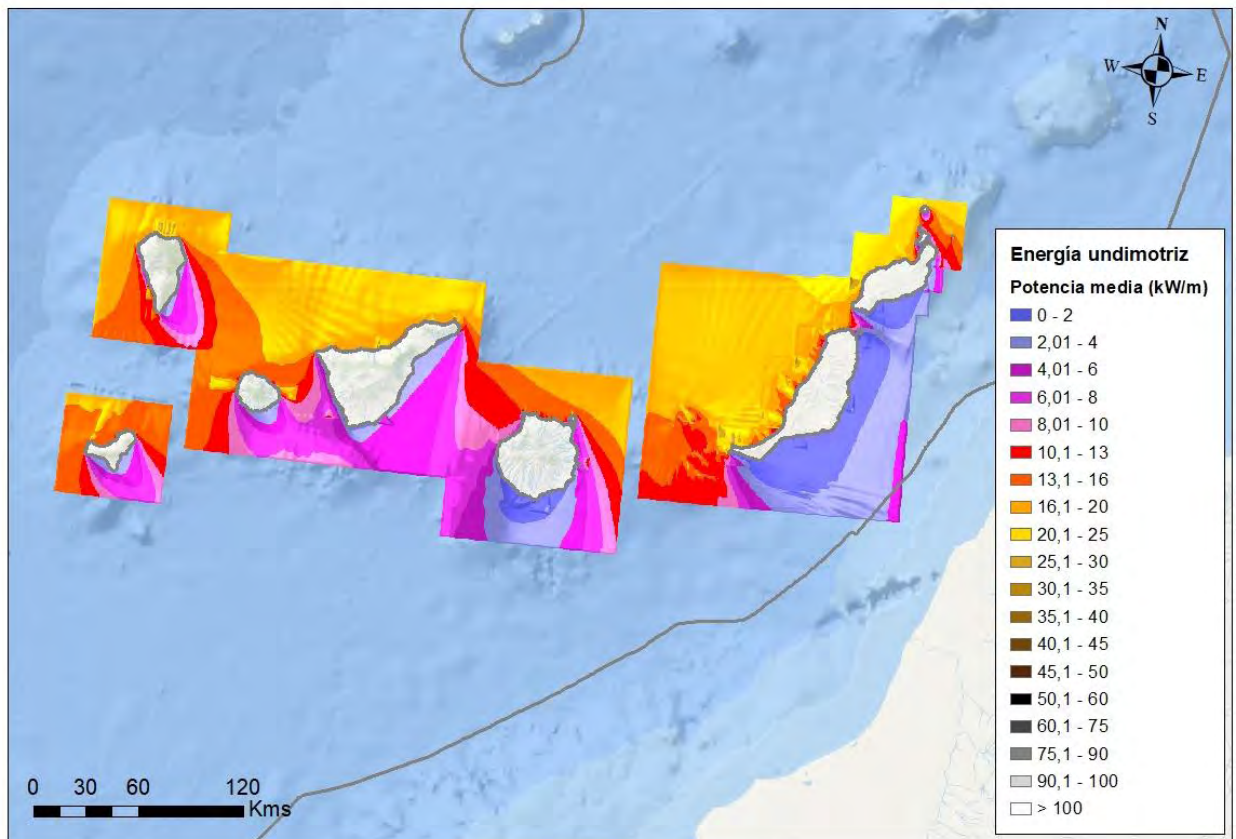 N
W E
S
Energía undimotriz
Potencia media (kW/m)
0 - 2
2,01 - 4
4,01 - 6
6,01 - 8
8,01 - 10
10,1 - 13
13,1 - 16
16,1 - 20
20,1 - 25
25,1 - 30
30,1 - 35
35,1 - 40
40,1 - 45
45,1 - 50
50,1 - 60
60,1 - 75
75,1 - 90
90,1 - 100
> 100
0 30 60 120
Kms